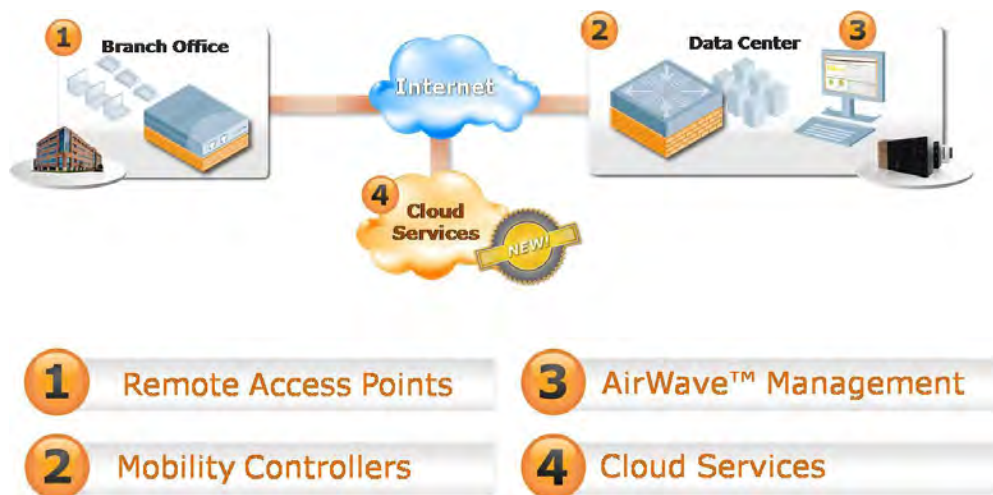 1
Branch Office
Internet
2
Data Center
3
4
Cloud
Services
NEW!
1 Remote Access Points
2 Mobility Controllers
3 AirWave™ Management
4 Cloud Services